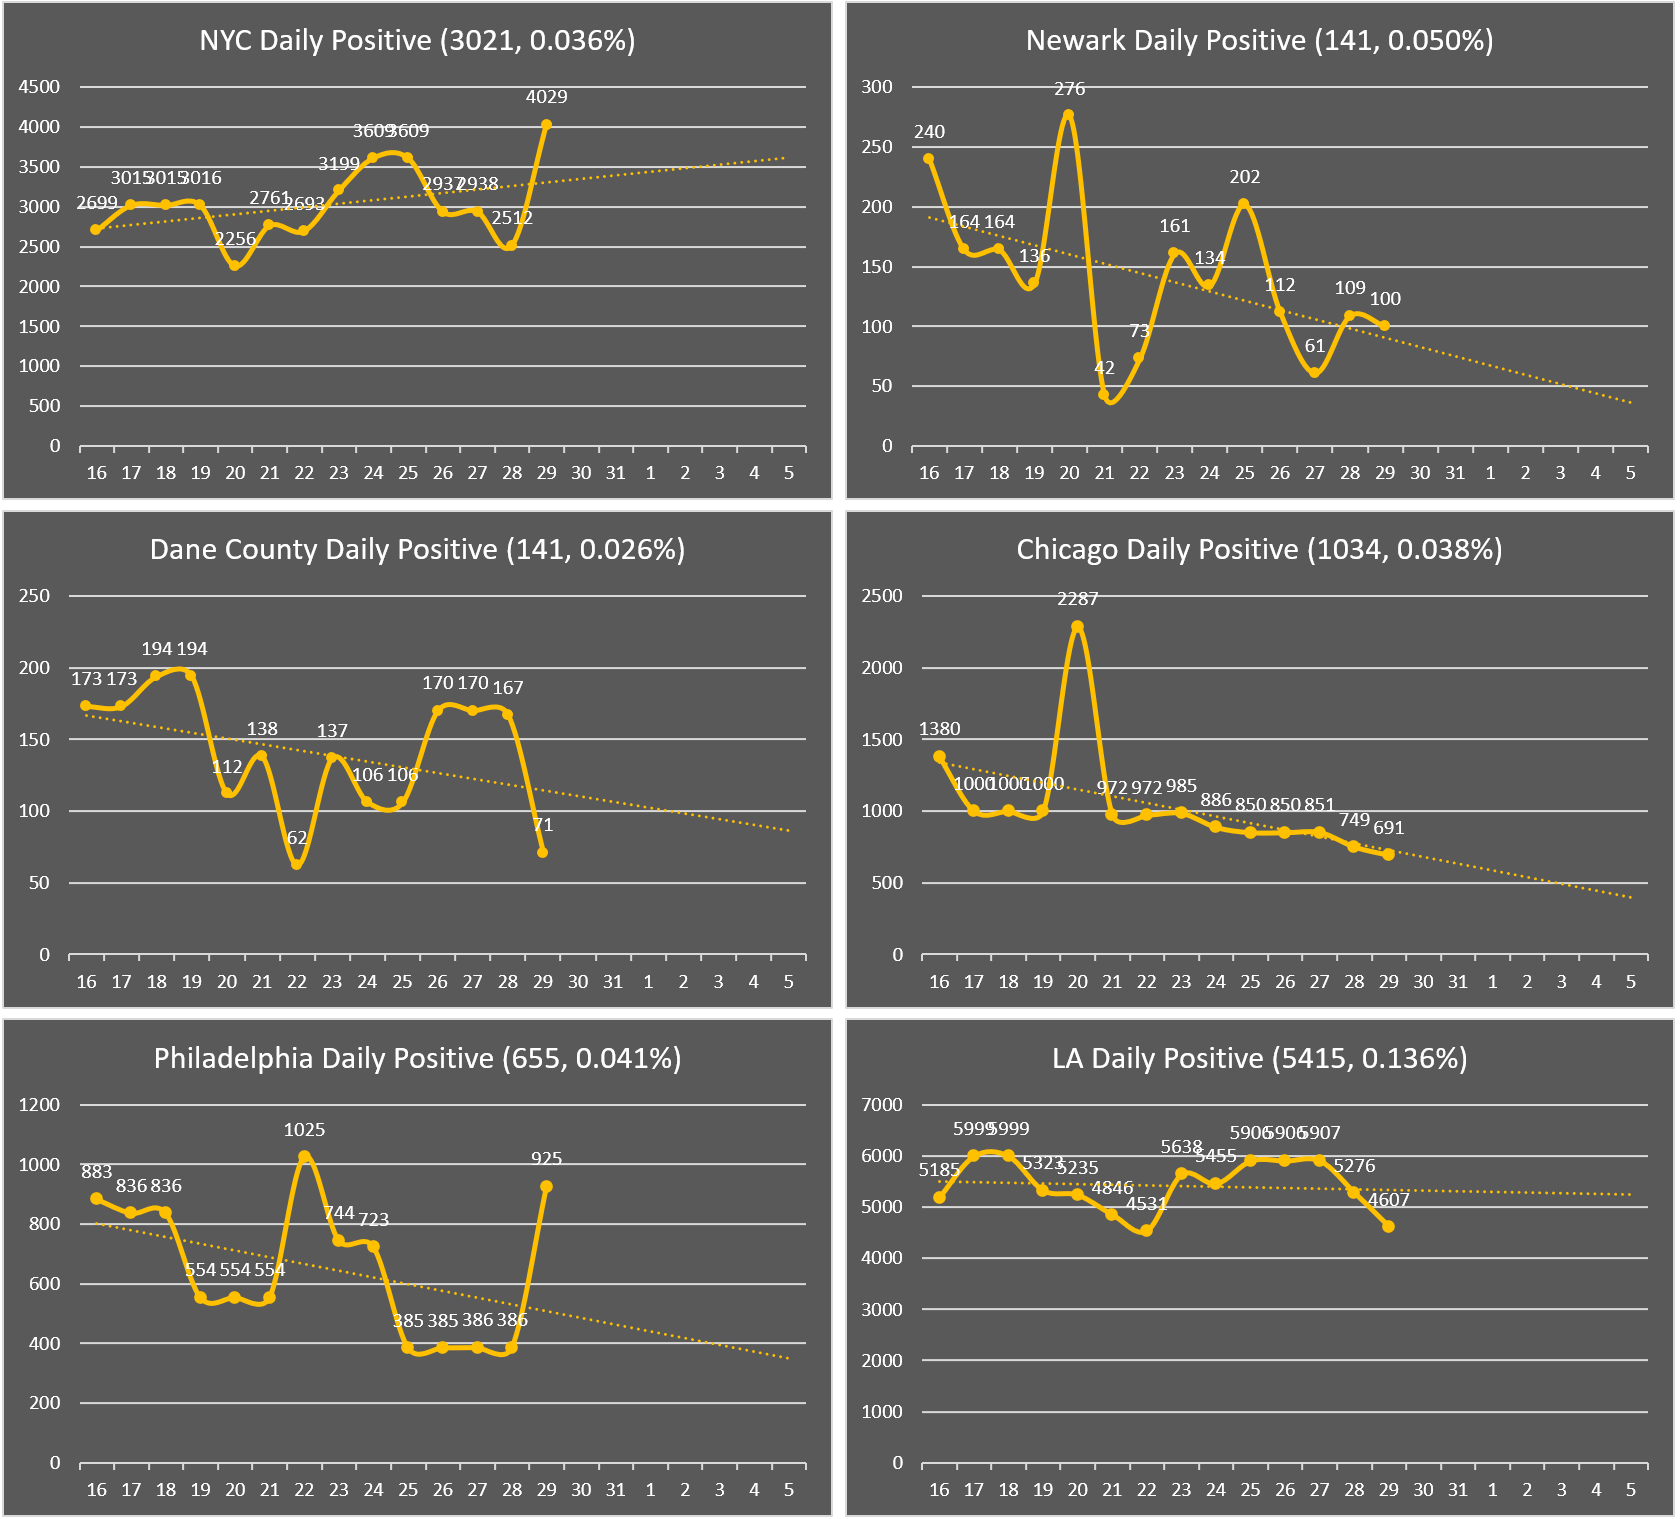 NYC Daily Positive (3021, 0.036%)
4500
4000
3500
3000
2500
2000
1500
1000
500
0
2699 3015 3015 3016 2256 2761 2693 3199 3609 3609 2937 2938 2512 4029
16 17 18 19 20 21 22 23 24 25 26 27 28 29 30 31 1 2 3 4 5
Newark Daily Positive (141, 0.050%)
300
250
200
150
100
50
0
240 164 164 136 276 42 73 161 134 202 112 61 109 100
16 17 18 19 20 21 22 23 24 25 26 27 28 29 30 31 1 2 3 4 5
Dane County Daily Positive (141, 0.026%)
250
200
150
100
50
0
173 173 194 194 112 138 62 137 106 106 170 170 167 71
16 17 18 19 20 21 22 23 24 25 26 27 28 29 30 31 1 2 3 4 5
Chicago Daily Positive (1034, 0.038%)
2500
2000
1500
1000
500
0
1380 1000 1000 1000 2287 972 972 985 886 850 850 851 749 691
16 17 18 19 20 21 22 23 24 25 26 27 28 29 30 31 1 2 3 4 5
Philadelphia Daily Positive (655, 0.041%)
1200
1000
800
600
400
200
0
883 836 836 554 554 554 1025 744 723 385 385 386 386 925
16 17 18 19 20 21 22 23 24 25 26 27 28 29 30 31 1 2 3 4 5
LA Daily Positive (5415, 0.136%)
7000
6000
5000
4000
3000
2000
1000
0
5185 5999 5999 5323 5235 4846 4531 5638 5455 5906 5906 5907 5276 4607
16 17 18 19 20 21 22 23 24 25 26 27 28 29 30 31 1 2 3 4 5